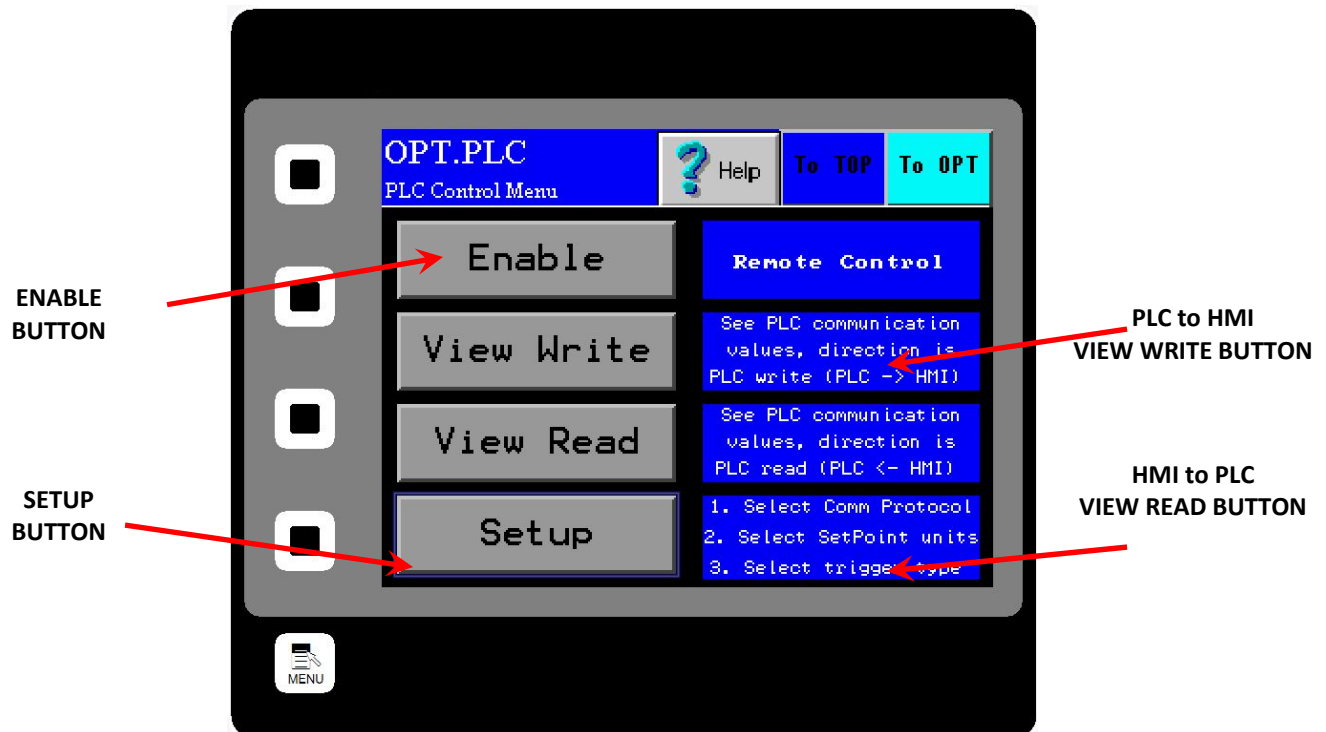 OPT.PLC
PLC Control Menu
Help
To TOP
To OPT
Enable
Remote Control
ENABLE
BUTTON
View Write
See PLC communication
values, direction is
PLC write (PLC -> HMI)
PLC to HMI
VIEW WRITE BUTTON
View Read
See PLC communication
values, direction is
PLC read (PLC <- HMI)
HMI to PLC
VIEW READ BUTTON
SETUP
BUTTON
Setup
1. Select Comm Protocol
2. Select SetPoint units
3. Select trigger type
MENU